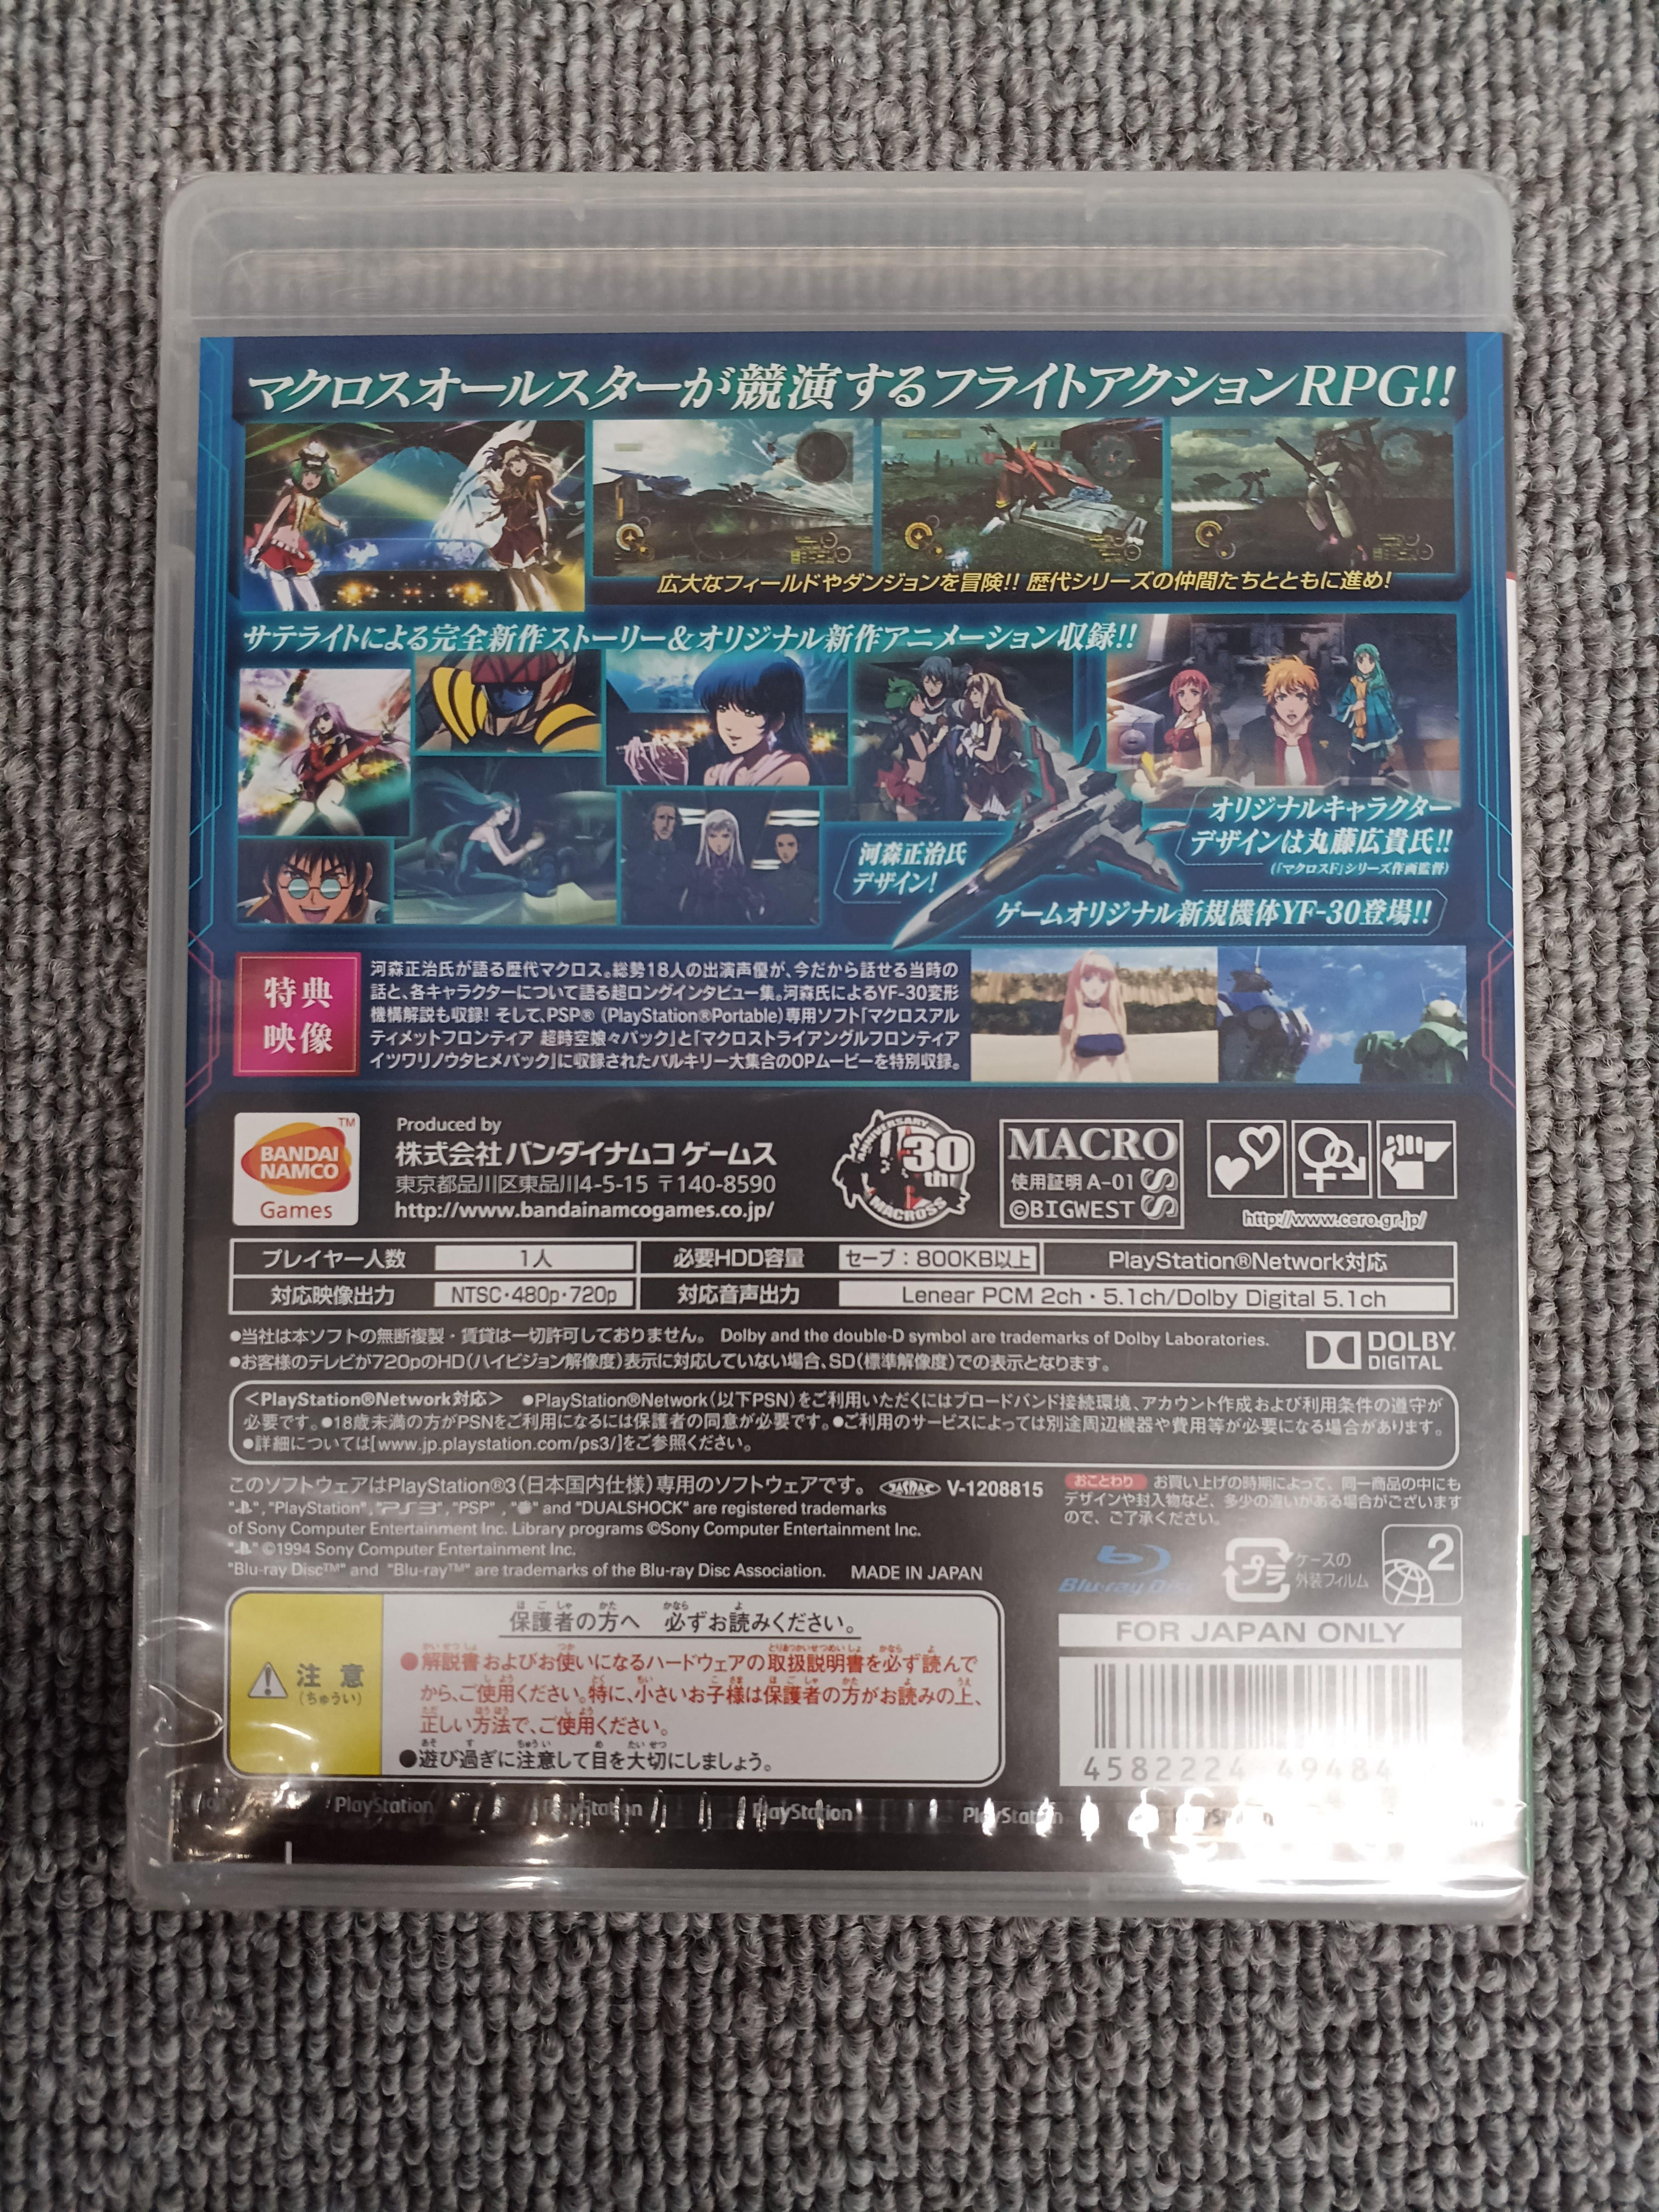 マクロスオールスターが競演するフライトアクションRPG!!
広大なフィールドやダンジョンを冒険!! 歴代シリーズの仲間たちとともに進め!
サテライトによる完全新作ストーリー&オリジナル新作アニメーション収録!!
オリジナルキャラクター
デザインは丸藤広貴氏!!
(『マクロスF』シリーズ作画監督)
河森正治氏
デザイン!
ゲームオリジナル新規機体YF-30登場!!
特典
映像
河森正治氏が語る歴代マクロス。総勢18人の出演声優が、今だから話せる当時の
話と、各キャラクターについて語る超ロングインタビュー集。河森氏によるYF-30変形
機構解説も収録! そして、PSP® (PlayStation®Portable)専用ソフト「マクロスアル
ティメットフロンティア 超時空娘々パック」と「マクロストライアングルフロンティア
イツワリノウタヒメパック」に収録されたバルキリー大集合のOPムービーを特別収録。
BANDAI
NAMCO
Games
TM
Produced by
株式会社 バンダイナムコ ゲームス
東京都品川区東品川4-5-15 〒140-8590
http://www.bandainamcogames.co.jp/
ANNIVERSARY
30th
MACROSS
MACROSS
使用証明 A-01
©BIGWEST
http://www.cero.gr.jp/
プレイヤー人数 1人 必要HDD容量 セーブ：800KB以上 PlayStation®Network対応
対応映像出力 NTSC・480p・720p 対応音声出力 Lenear PCM 2ch・5.1ch/Dolby Digital 5.1ch
●当社は本ソフトの無断複製・賃貸は一切許可しておりません。 Dolby and the double-D symbol are trademarks of Dolby Laboratories.
●お客様のテレビが720pのHD(ハイビジョン解像度)表示に対応していない場合、SD(標準解像度)での表示となります。
DOLBY
DIGITAL
＜PlayStation®Network対応＞ ●PlayStation®Network(以下PSN)をご利用いただくにはブロードバンド接続環境、アカウント作成および利用条件の遵守が
必要です。●18歳未満の方がPSNをご利用になるには保護者の同意が必要です。●ご利用のサービスによっては別途周辺機器や費用等が必要になる場合があります。
●詳細については[www.jp.playstation.com/ps3/]をご参照ください。
このソフトウェアはPlayStation®3(日本国内仕様)専用のソフトウェアです。 JASRAC V-1208815
", "PlayStation", "PS3", "PSP", " " and "DUALSHOCK" are registered trademarks
of Sony Computer Entertainment Inc. Library programs ©Sony Computer Entertainment Inc.
" " ©1994 Sony Computer Entertainment Inc.
"Blu-ray Disc™" and "Blu-ray™" are trademarks of the Blu-ray Disc Association. MADE IN JAPAN
おことわり お買い上げの時期によって、同一商品の中にも
デザインや封入物など、多少の違いがある場合がございます
ので、ご了承ください。
Blu-ray Disc
プラ
ケースの
外装フィルム
2
注意
(ちゅうい)
保護者の方へ 必ずお読みください。
●解説書およびお使いになるハードウェアの取扱説明書を必ず読んで
から、ご使用ください。特に、小さいお子様は保護者の方がお読みの上、
正しい方法で、ご使用ください。
●遊び過ぎに注意して目を大切にしましょう。
FOR JAPAN ONLY
4582224 49484
PlayStation PlayStation PlayStation PlayStation